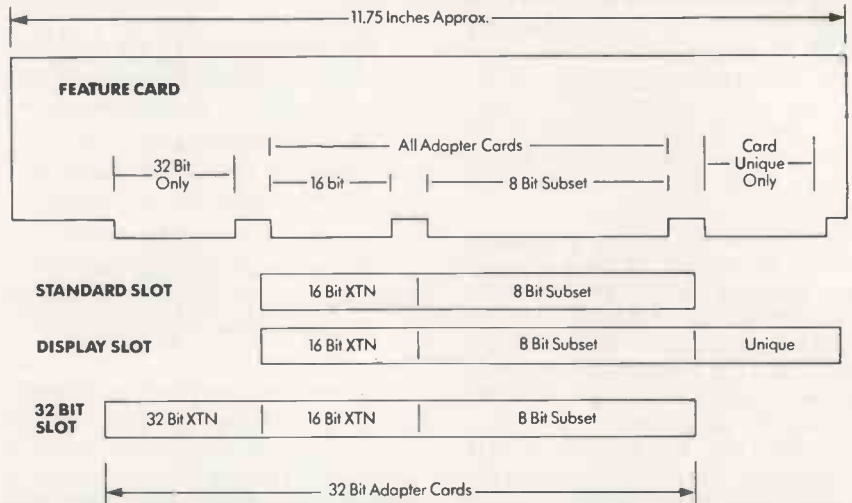 11.75 Inches Approx.
FEATURE CARD
All Adapter Cards
32 Bit
Only
16 bit
8 Bit Subset
Card
Unique
Only
STANDARD SLOT
16 Bit XTN
8 Bit Subset
DISPLAY SLOT
16 Bit XTN
8 Bit Subset
Unique
32 BIT
SLOT
32 Bit XTN
16 Bit XTN
8 Bit Subset
32 Bit Adapter Cards